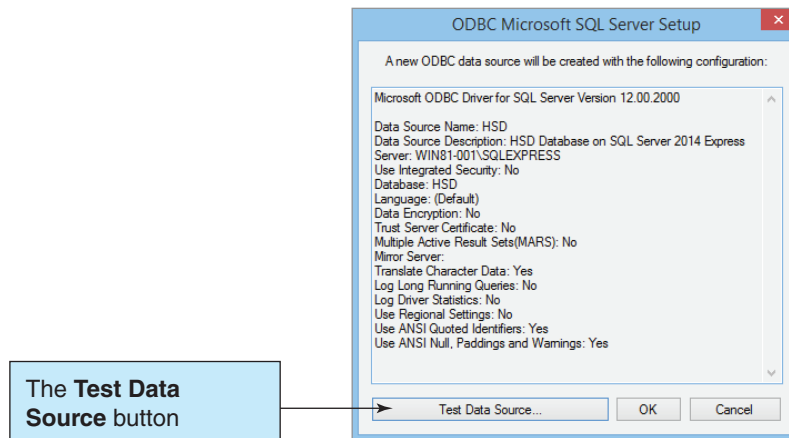 ODBC Microsoft SQL Server Setup
A new ODBC data source will be created with the following configuration:
Microsoft ODBC Driver for SQL Server Version 12.00.2000
Data Source Name: HSD
Data Source Description: HSD Database on SQL Server 2014 Express
Server: WIN81-001\SQLEXPRESS
Use Integrated Security: No
Database: HSD
Language: (Default)
Data Encryption: No
Trust Server Certificate: No
Multiple Active Result Sets(MARS): No
Mirror Server:
Translate Character Data: Yes
Log Long Running Queries: No
Log Driver Statistics: No
Use Regional Settings: No
Use ANSI Quoted Identifiers: Yes
Use ANSI Null, Paddings and Warnings: Yes
The Test Data
Source button
Test Data Source...
OK
Cancel